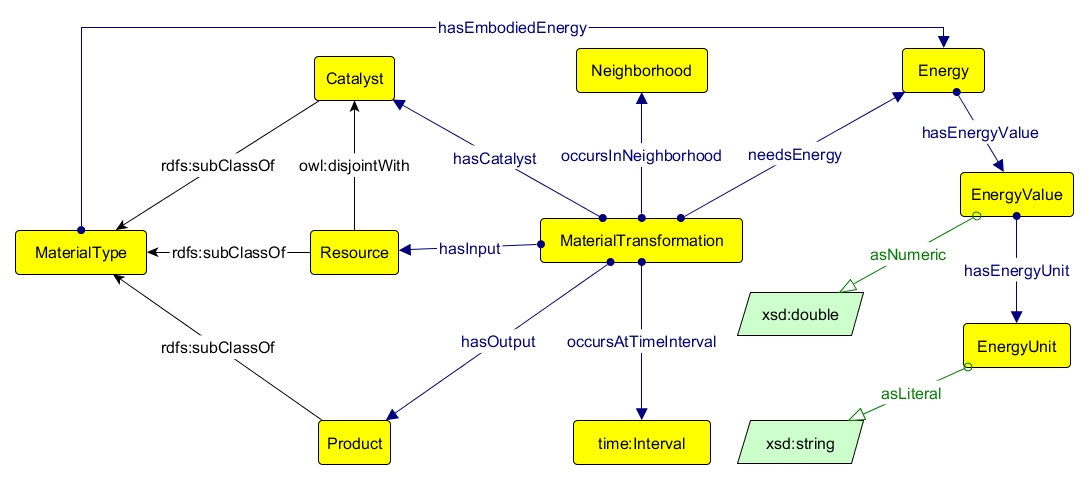 hasEmbodiedEnergy
Catalyst
Neighborhood
Energy
hasEnergyValue
rdfs:subClassOf
owl:disjointWith
hasCatalyst
occursInNeighborhood
needsEnergy
EnergyValue
MaterialType
rdfs:subClassOf
Resource
hasInput
MaterialTransformation
asNumeric
hasEnergyUnit
xsd:double
rdfs:subClassOf
hasOutput
occursAtTimeInterval
EnergyUnit
asLiteral
Product
time:Interval
xsd:string